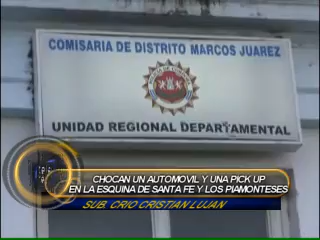 COMISARIA DE DISTRITO MARCOS JUAREZ
UNIDAD REGIONAL DEPARTAMENTAL
CHOCAN UN AUTOMOVIL Y UNA PICK UP
EN LA ESQUINA DE SANTA FE Y LOS PIAMONTESES
SUB. CRIO CRISTIAN LUJAN